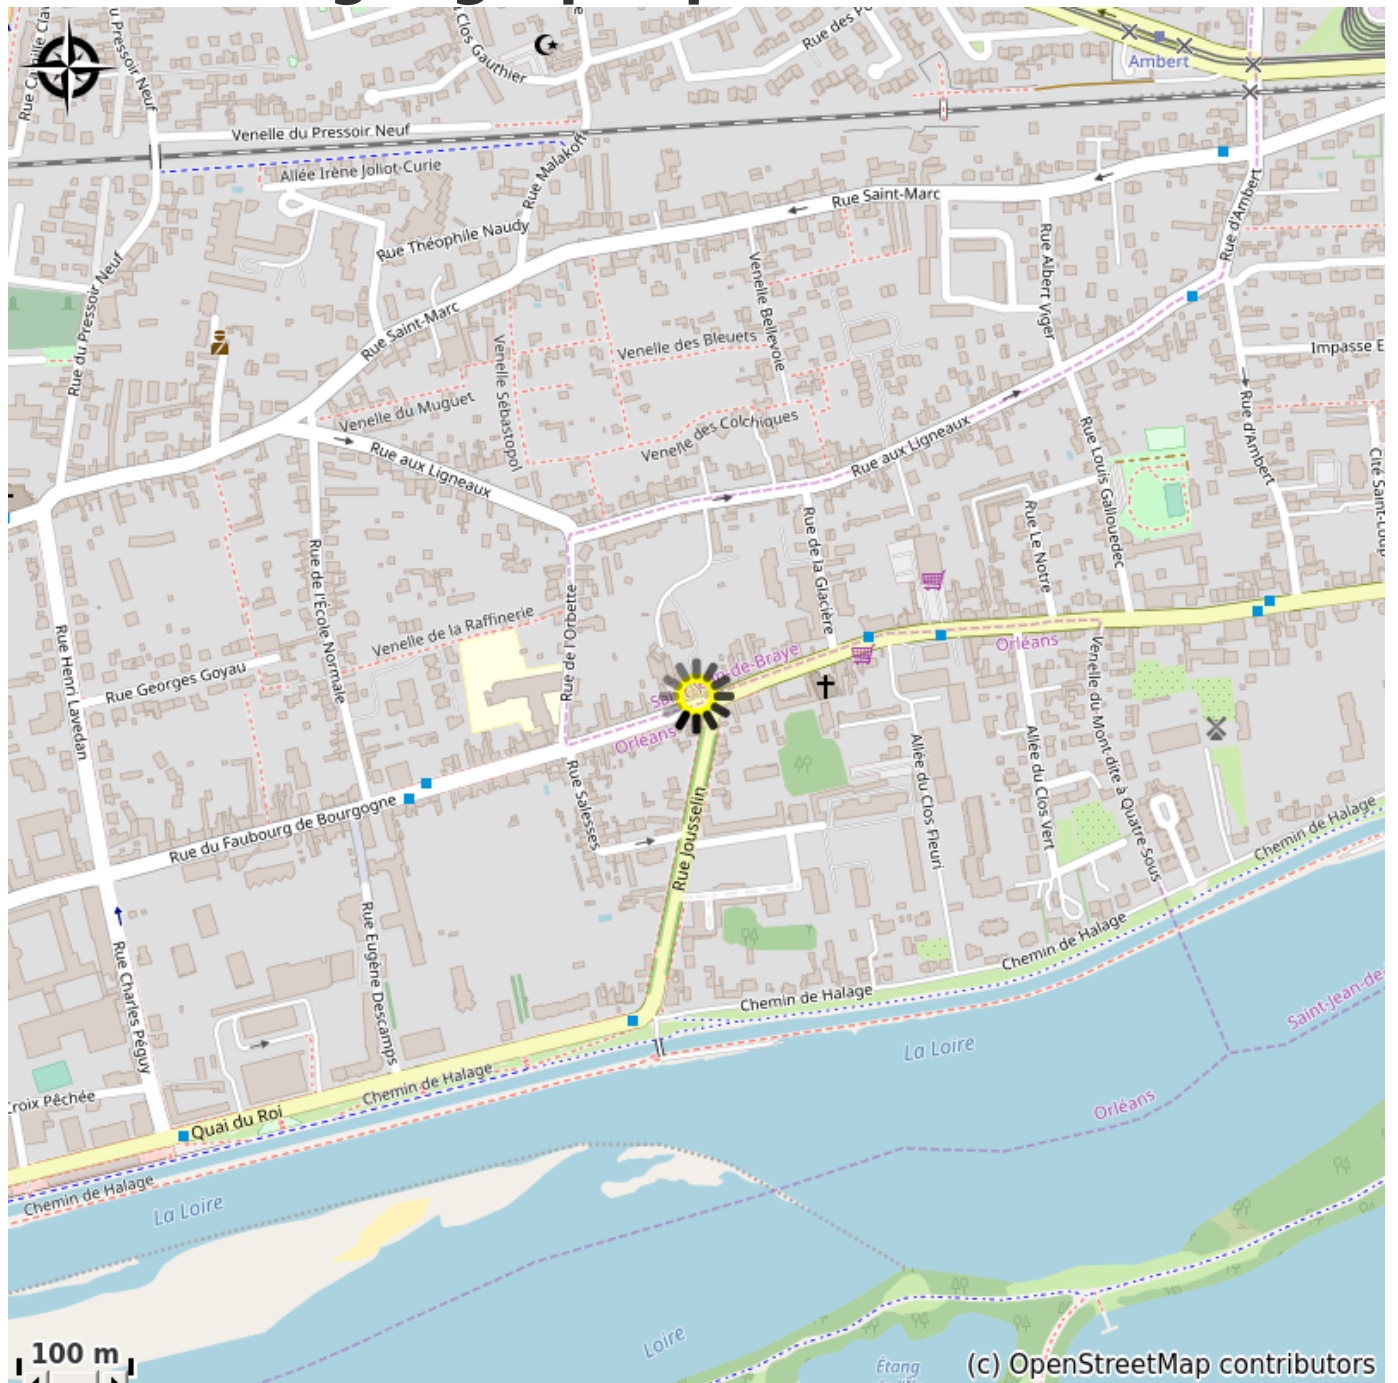 Clos Gauthier
Rue des
Ambert
Pressoir Neuf
Venelle du Pressoir Neuf
Allée Irène Joliot-Curie
Rue Malakoff
Rue Saint-Marc
Rue d'Ambert
Rue Théophile Naudy
Rue du Pressoir Neuf
Rue Albert Viger
Venelle Bellevoie
Rue Saint-Marc
Venelle des Bleuets
Impasse
Venelle Sébastopol
Venelle du Muguet
Venelle des Colchiques
Rue d'Ambert
Rue aux Ligneaux
Rue aux Ligneaux
Rue Louis Gallouedec
Cité Saint-Loup
Rue Le Notre
Rue de la Glacière
Rue de l'École Normale
Rue de l'Orbette
Venelle de la Raffinerie
Rue Henri Lavedan
Rue Georges Goyau
-de-Braye
Orléans
Orléans
Venelle du Mont dite à Quatre Sous
Rue Salesses
Allée du Clos Fleuri
Allée du Clos Vert
Rue Jousselin
Rue du Faubourg de Bourgogne
Chemin de Halage
Rue Eugène Descamps
Rue Charles Péguy
Chemin de Halage
Chemin de Halage
Saint-Jean-de-
La Loire
Chemin de Halage
Croix Pêchée
Quai du Roi
Orléans
Chemin de Halage
La Loire
Loire
Étang
100 m
(c) OpenStreetMap contributors